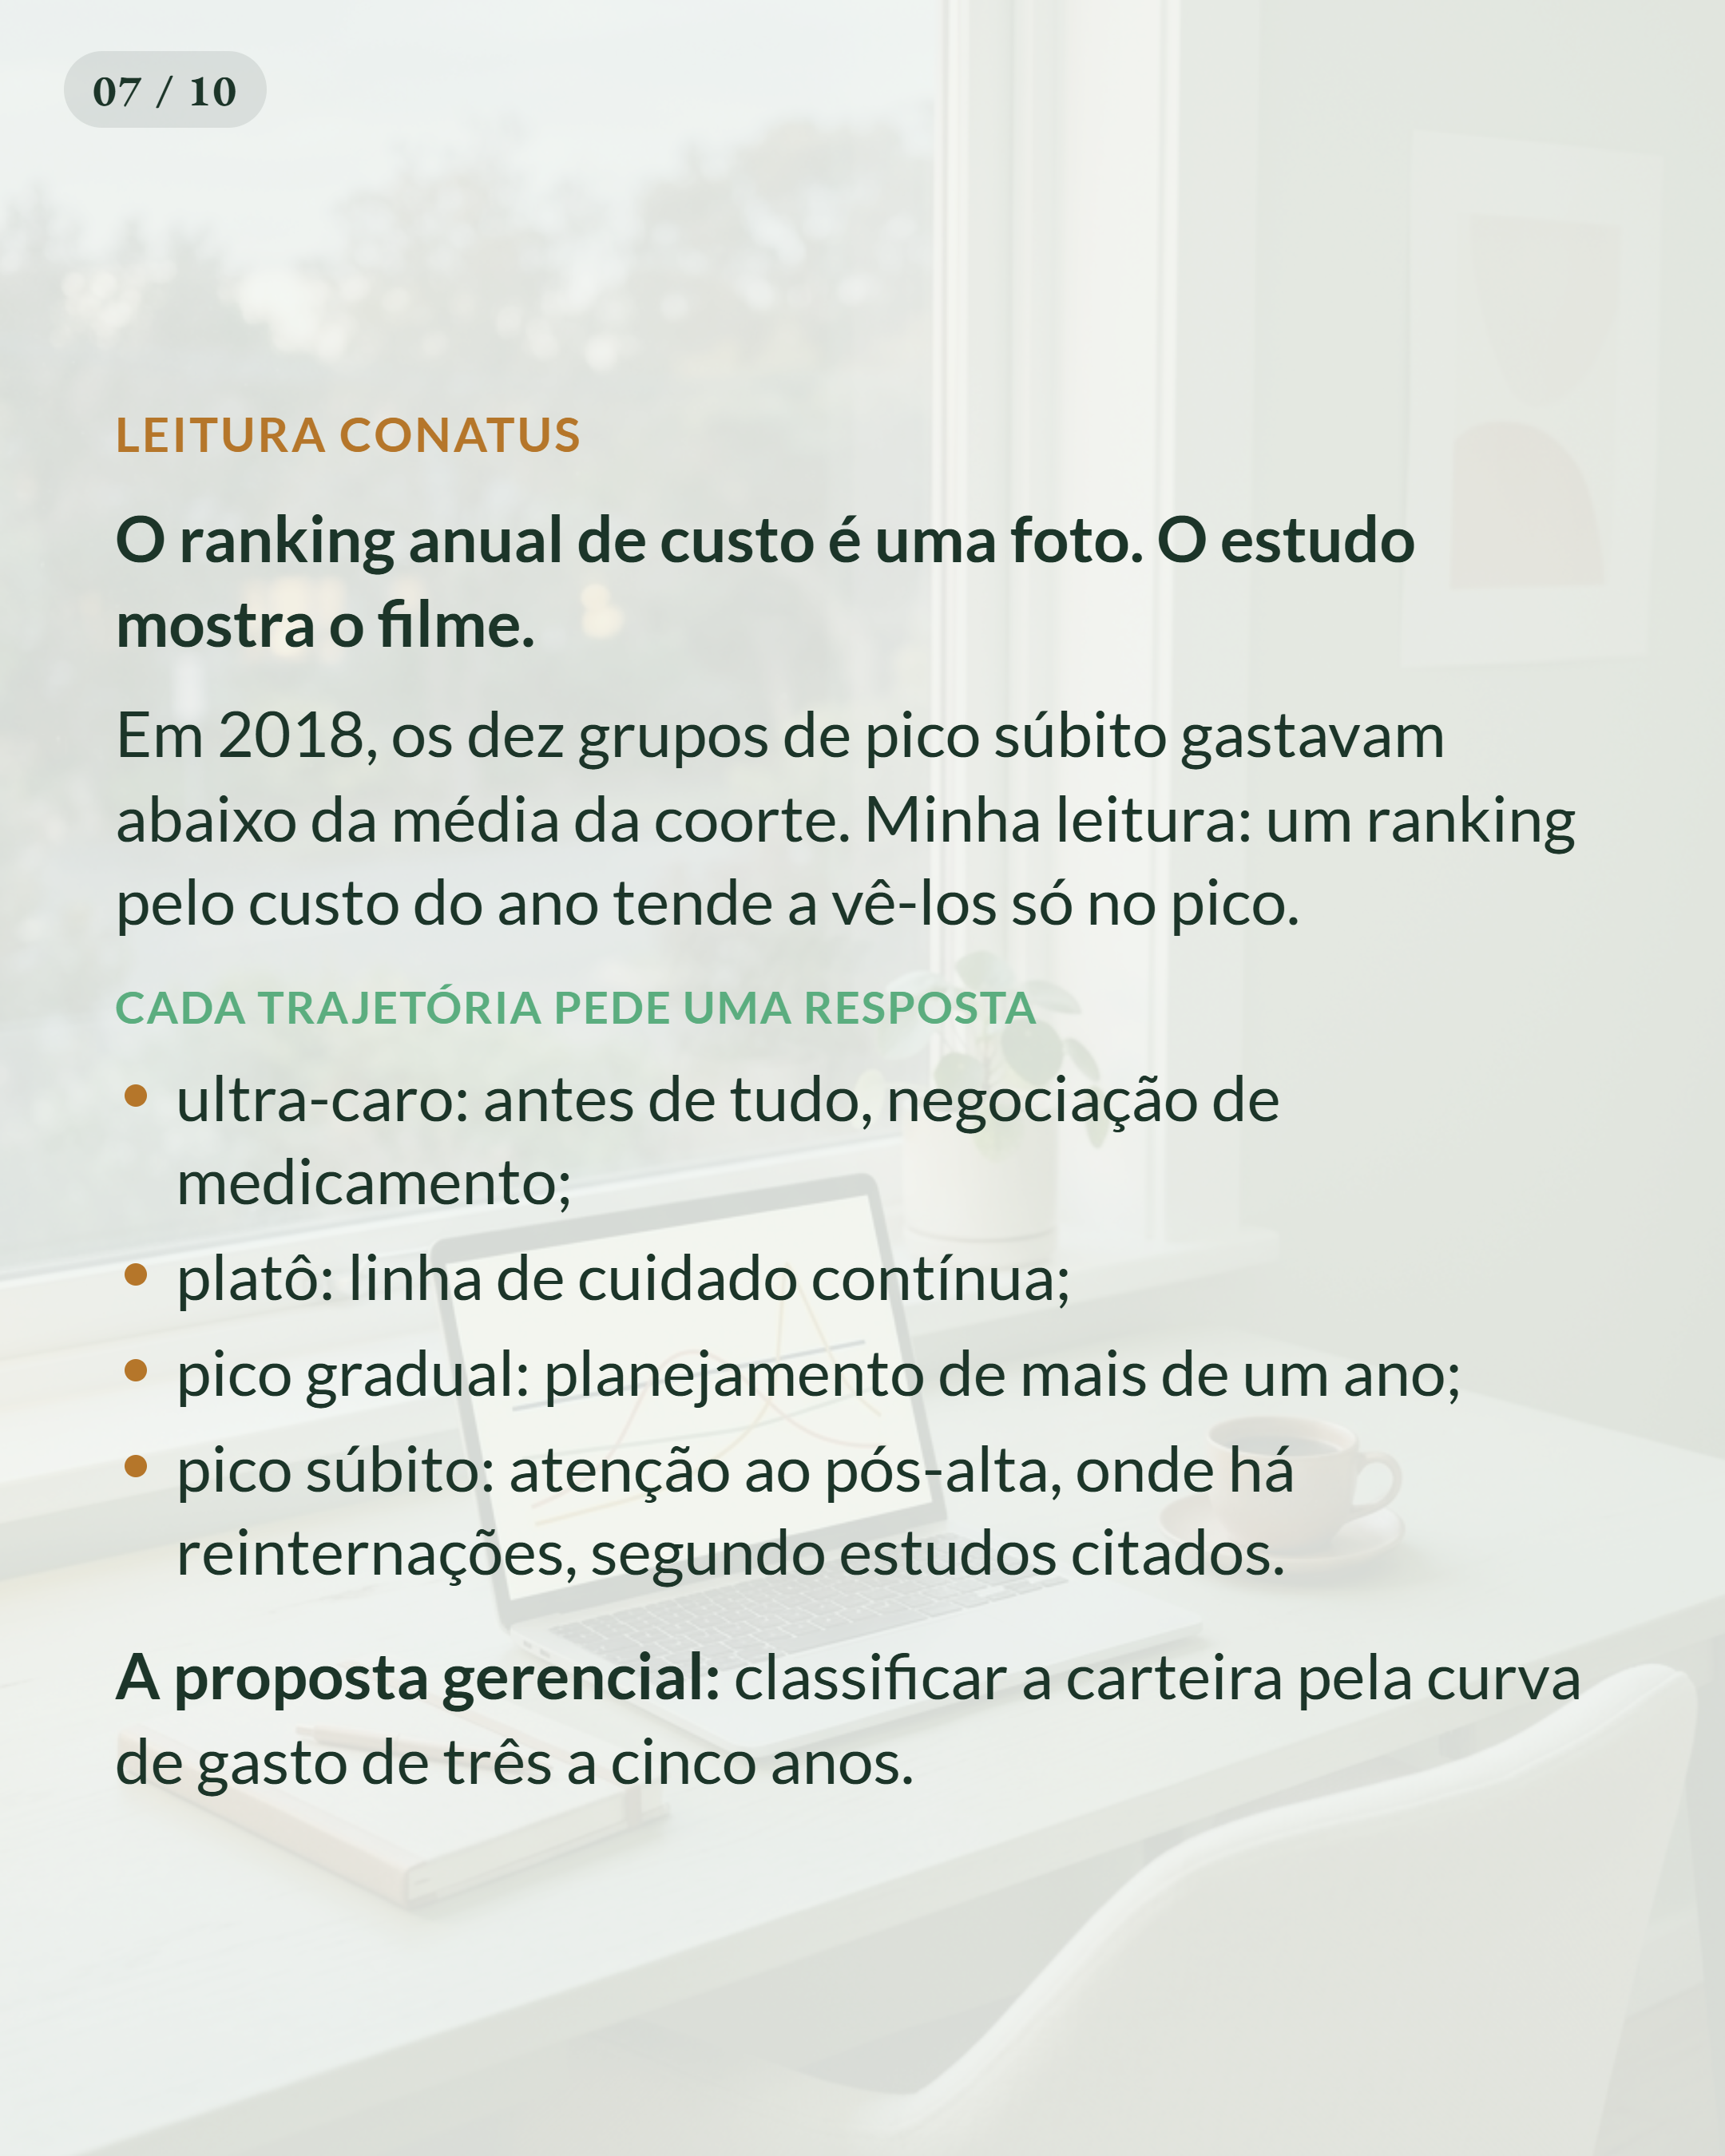 07 / 10
LEITURA CONATUS
O ranking anual de custo é uma foto. O estudo
mostra o filme.
Em 2018, os dez grupos de pico súbito gastavam
abaixo da média da coorte. Minha leitura: um ranking
pelo custo do ano tende a vê-los só no pico.
CADA TRAJETÓRIA PEDE UMA RESPOSTA
• ultra-caro: antes de tudo, negociação de
medicamento;
• platô: linha de cuidado contínua;
• pico gradual: planejamento de mais de um ano;
• pico súbito: atenção ao pós-alta, onde há
reinternações, segundo estudos citados.
A proposta gerencial: classificar a carteira pela curva
de gasto de três a cinco anos.